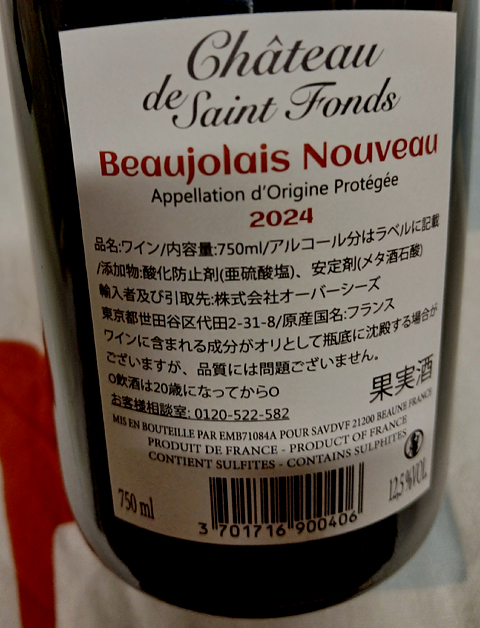 Château
de Saint Fonds
Beaujolais Nouveau
Appellation d'Origine Protégée
2024
品名:ワイン/内容量:750ml/アルコール分はラベルに記載
/添加物:酸化防止剤(亜硫酸塩)、安定剤(メタ酒石酸)
輸入者及び引取先:株式会社オーバーシーズ
東京都世田谷区代田2-31-8/原産国名:フランス
ワインに含まれる成分がオリとして瓶底に沈殿する場合が
ございますが、品質には問題ございません。
O飲酒は20歳になってからO
果実酒
お客様相談室: 0120-522-582
MIS EN BOUTEILLE PAR EMB71084A POUR SAVDVF 21200 BEAUNE FRANCE
PRODUIT DE FRANCE - PRODUCT OF FRANCE
CONTIENT SULFITES - CONTAINS SULPHITES
750 ml
12,5 %VOL.
3 701716 900406